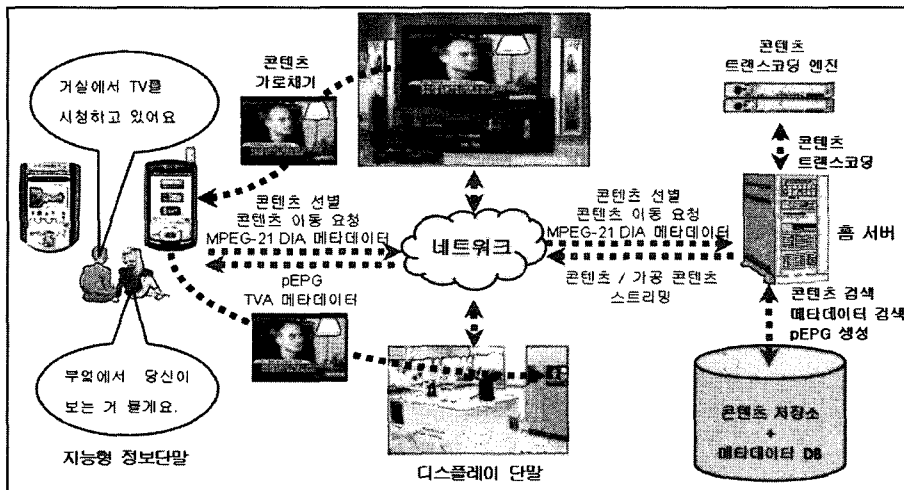 콘텐츠
가로채기
거실에서 TV를
시청하고 있어요
콘텐츠
트랜스코딩 엔진
콘텐츠
트랜스코딩
콘텐츠 선별
콘텐츠 이동 요청
MPEG-21 DIA 메타데이터
네트워크
콘텐츠 선별
콘텐츠 이동 요청
MPEG-21 DIA 메타데이터
홈 서버
pEPG
TVA 메타데이터
콘텐츠 / 가공 콘텐츠
스트리밍
콘텐츠 검색
메타데이터 검색
pEPG 생성
부엌에서 당신이
보는 거 볼게요.
콘텐츠 저장소
+
메타데이터 DB
지능형 정보단말
디스플레이 단말